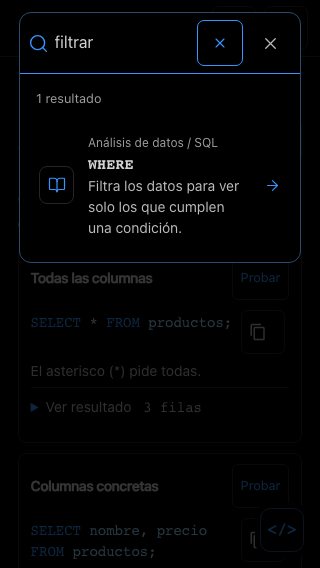 filtrar
1 resultado
Análisis de datos / SQL
WHERE
Filtra los datos para ver
solo los que cumplen
una condición.
Todas las columnas
Probar
SELECT * FROM productos;
El asterisco (*) pide todas.
Ver resultado 3 filas
Columnas concretas
Probar
SELECT nombre, precio
FROM productos;
</>